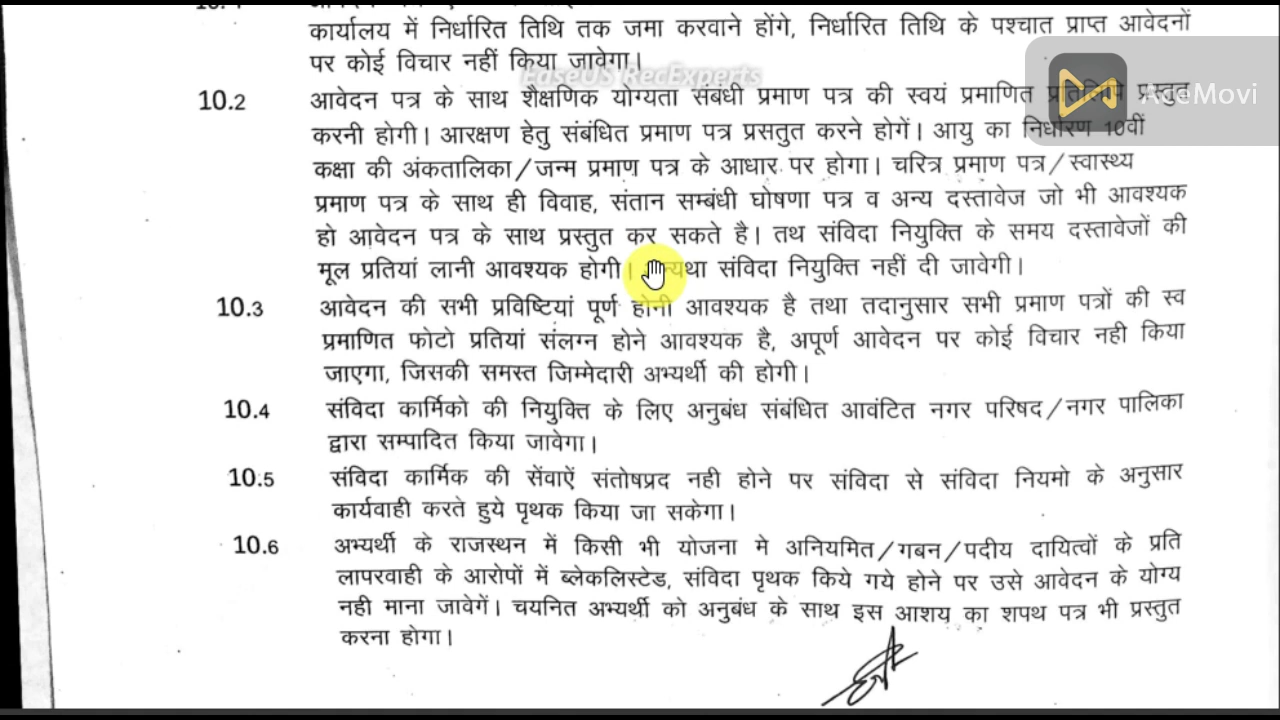 कार्यालय में निर्धारित तिथि तक जमा करवाने होंगे, निर्धारित तिथि के पश्चात प्राप्त आवेदनों
पर कोई विचार नहीं किया जावेगा।
EaseUS RecExperts
AceMovi
10.2 आवेदन पत्र के साथ शैक्षणिक योग्यता संबंधी प्रमाण पत्र की स्वयं प्रमाणित प्रतिलिपि प्रस्तुत
करनी होगी। आरक्षण हेतु संबंधित प्रमाण पत्र प्रसतुत करने होगें। आयु का निर्धारण 10वीं
कक्षा की अंकतालिका/जन्म प्रमाण पत्र के आधार पर होगा। चरित्र प्रमाण पत्र/स्वास्थ्य
प्रमाण पत्र के साथ ही विवाह, संतान सम्बंधी घोषणा पत्र व अन्य दस्तावेज जो भी आवश्यक
हो आवेदन पत्र के साथ प्रस्तुत कर सकते है। तथ संविदा नियुक्ति के समय दस्तावेजों की
मूल प्रतियां लानी आवश्यक होगी। संविदा नियुक्ति नहीं दी जावेगी।
10.3 आवेदन की सभी प्रविष्टियां पूर्ण होनी आवश्यक है तथा तदानुसार सभी प्रमाण पत्रों की स्व
प्रमाणित फोटो प्रतियां संलग्न होने आवश्यक है, अपूर्ण आवेदन पर कोई विचार नही किया
जाएगा, जिसकी समस्त जिम्मेदारी अभ्यर्थी की होगी।
10.4 संविदा कार्मिको की नियुक्ति के लिए अनुबंध संबंधित आवंटित नगर परिषद/नगर पालिका
द्वारा सम्पादित किया जावेगा।
10.5 संविदा कार्मिक की सेंवाऐं संतोषप्रद नही होने पर संविदा से संविदा नियमो के अनुसार
कार्यवाही करते हुये पृथक किया जा सकेगा।
10.6 अभ्यर्थी के राजस्थन में किसी भी योजना मे अनियमित/गबन/पदीय दायित्वों के प्रति
लापरवाही के आरोपों में ब्लेकलिस्टेड, संविदा पृथक किये गये होने पर उसे आवेदन के योग्य
नही माना जावेगें। चयनित अभ्यर्थी को अनुबंध के साथ इस आशय का शपथ पत्र भी प्रस्तुत
करना होगा।